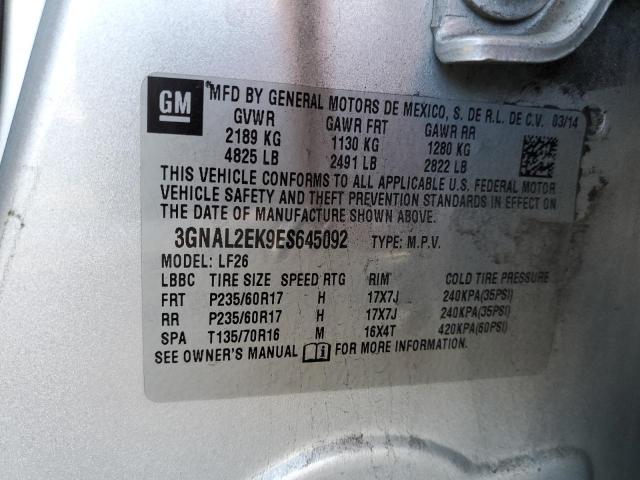 GM
MFD BY GENERAL MOTORS DE MEXICO, S. DE R.L. DE C.V. 03/14
GVWR GAWR FRT GAWR RR
2189 KG 1130 KG 1280 KG
4825 LB 2491 LB 2822 LB
THIS VEHICLE CONFORMS TO ALL APPLICABLE U.S. FEDERAL MOTOR
VEHICLE SAFETY AND THEFT PREVENTION STANDARDS IN EFFECT ON
THE DATE OF MANUFACTURE SHOWN ABOVE.
3GNAL2EK9ES645092 TYPE: M.P.V.
MODEL: LF26
LBBC TIRE SIZE SPEED RTG RIM COLD TIRE PRESSURE
FRT P235/60R17 H 17X7J 240KPA(35PSI)
RR P235/60R17 H 17X7J 240KPA(35PSI)
SPA T135/70R16 M 16X4T 420KPA(60PSI)
SEE OWNER'S MANUAL i FOR MORE INFORMATION.